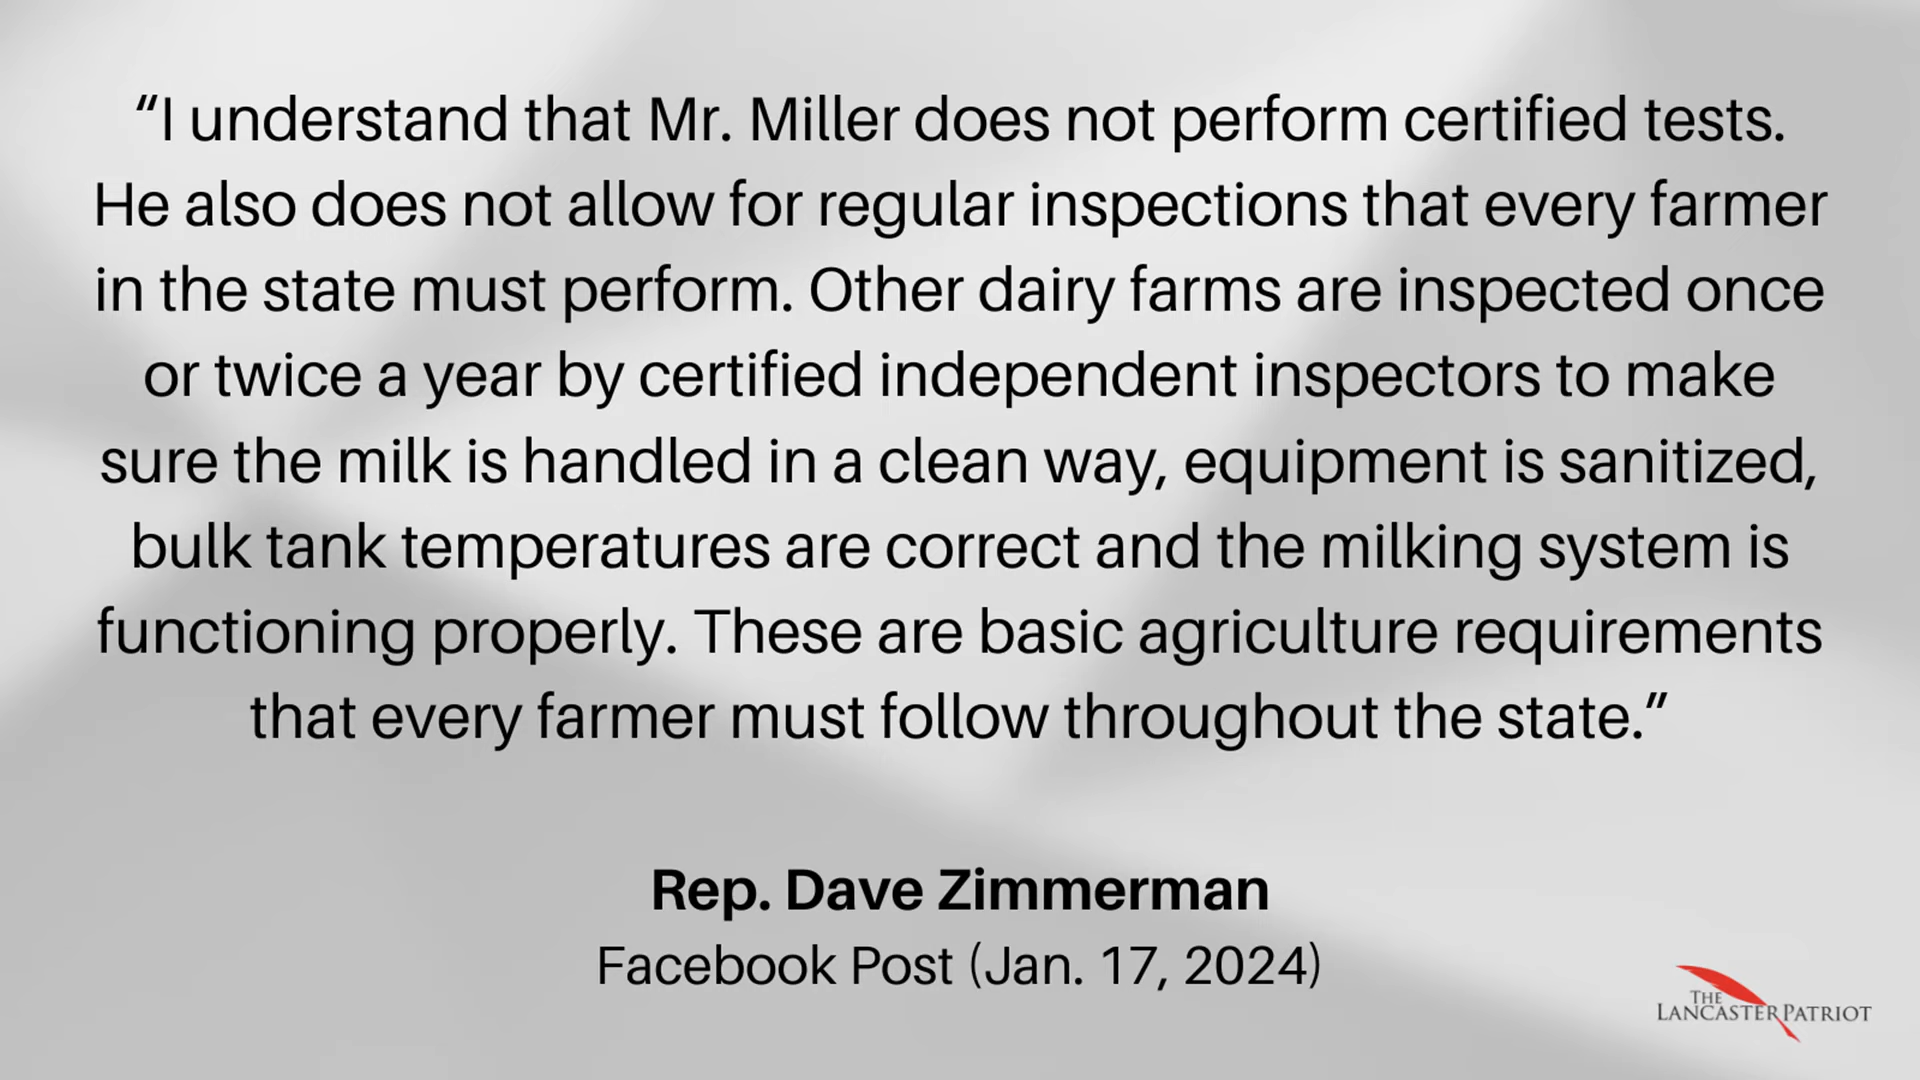 “I understand that Mr. Miller does not perform certified tests.
He also does not allow for regular inspections that every farmer
in the state must perform. Other dairy farms are inspected once
or twice a year by certified independent inspectors to make
sure the milk is handled in a clean way, equipment is sanitized,
bulk tank temperatures are correct and the milking system is
functioning properly. These are basic agriculture requirements
that every farmer must follow throughout the state.”
Rep. Dave Zimmerman
Facebook Post (Jan. 17, 2024)
THE
LANCASTER PATRIOT